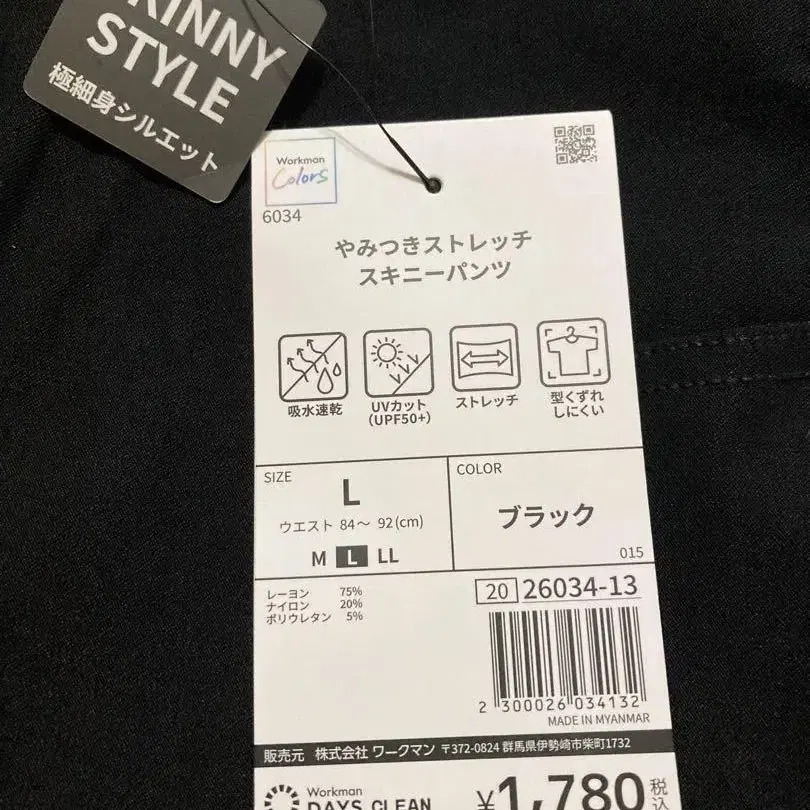 SKINNY
STYLE
極細身シルエット
Workman
Colors
6034
やみつきストレッチ
スキニーパンツ
吸水速乾
UVカット
(UPF50+)
ストレッチ
型くずれ
しにくい
SIZE
L
ウエスト 84～ 92(cm)
M L LL
COLOR
ブラック
015
レーヨン 75%
ナイロン 20%
ポリウレタン 5%
20 26034-13
2 300026 034132
MADE IN MYANMAR
販売元 株式会社 ワークマン 〒372-0824 群馬県伊勢崎市柴町1732
Workman
DAYS CLEAN
¥1,780 税込